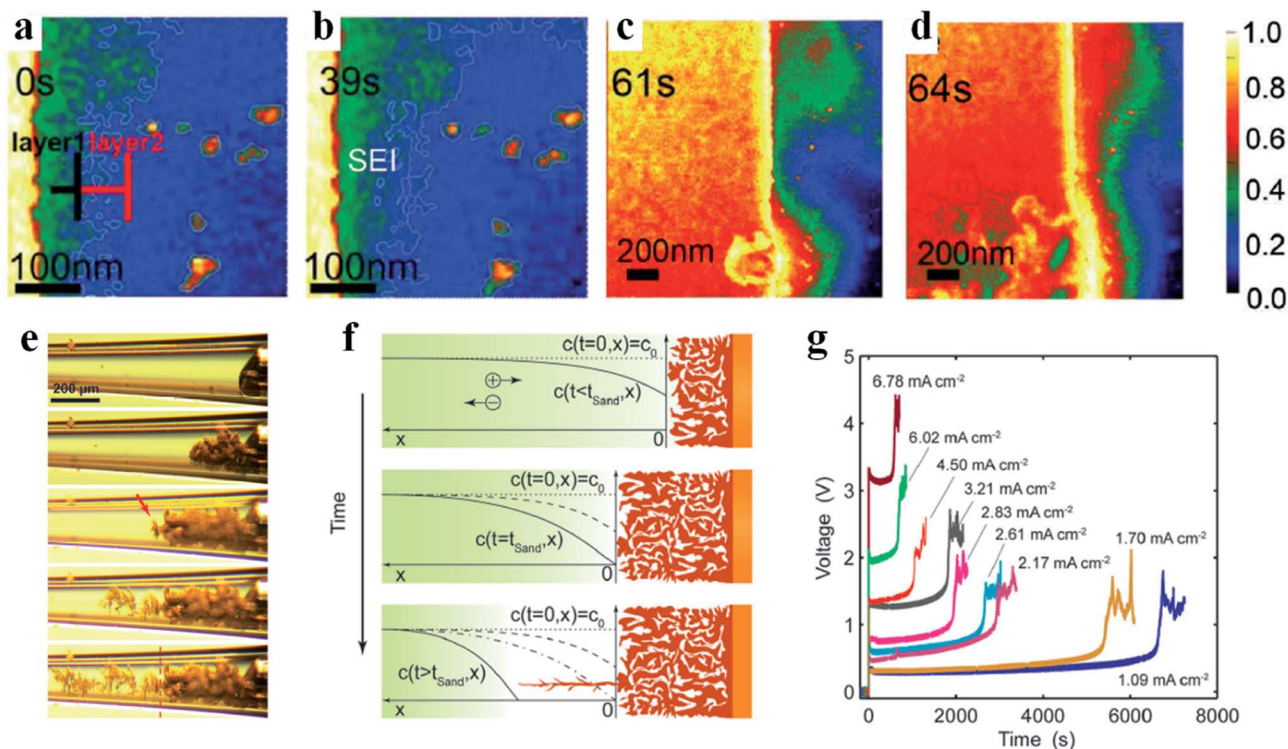 a
0s
layer1
layer2
100nm
b
39s
SEI
100nm
c
61s
200nm
d
64s
200nm
1.0
0.8
0.6
0.4
0.2
0.0
e
200 µm
f
Time
c(t=0,x)=c0
c(t<tSand,x)
+
−
x
0
c(t=0,x)=c0
c(t=tSand,x)
x
0
c(t=0,x)=c0
c(t>tSand,x)
x
0
g
Voltage (V)
5
4
3
2
1
0
6.78 mA cm-2
6.02 mA cm-2
4.50 mA cm-2
3.21 mA cm-2
2.83 mA cm-2
2.61 mA cm-2
2.17 mA cm-2
1.70 mA cm-2
1.09 mA cm-2
0
2000
4000
6000
8000
Time (s)